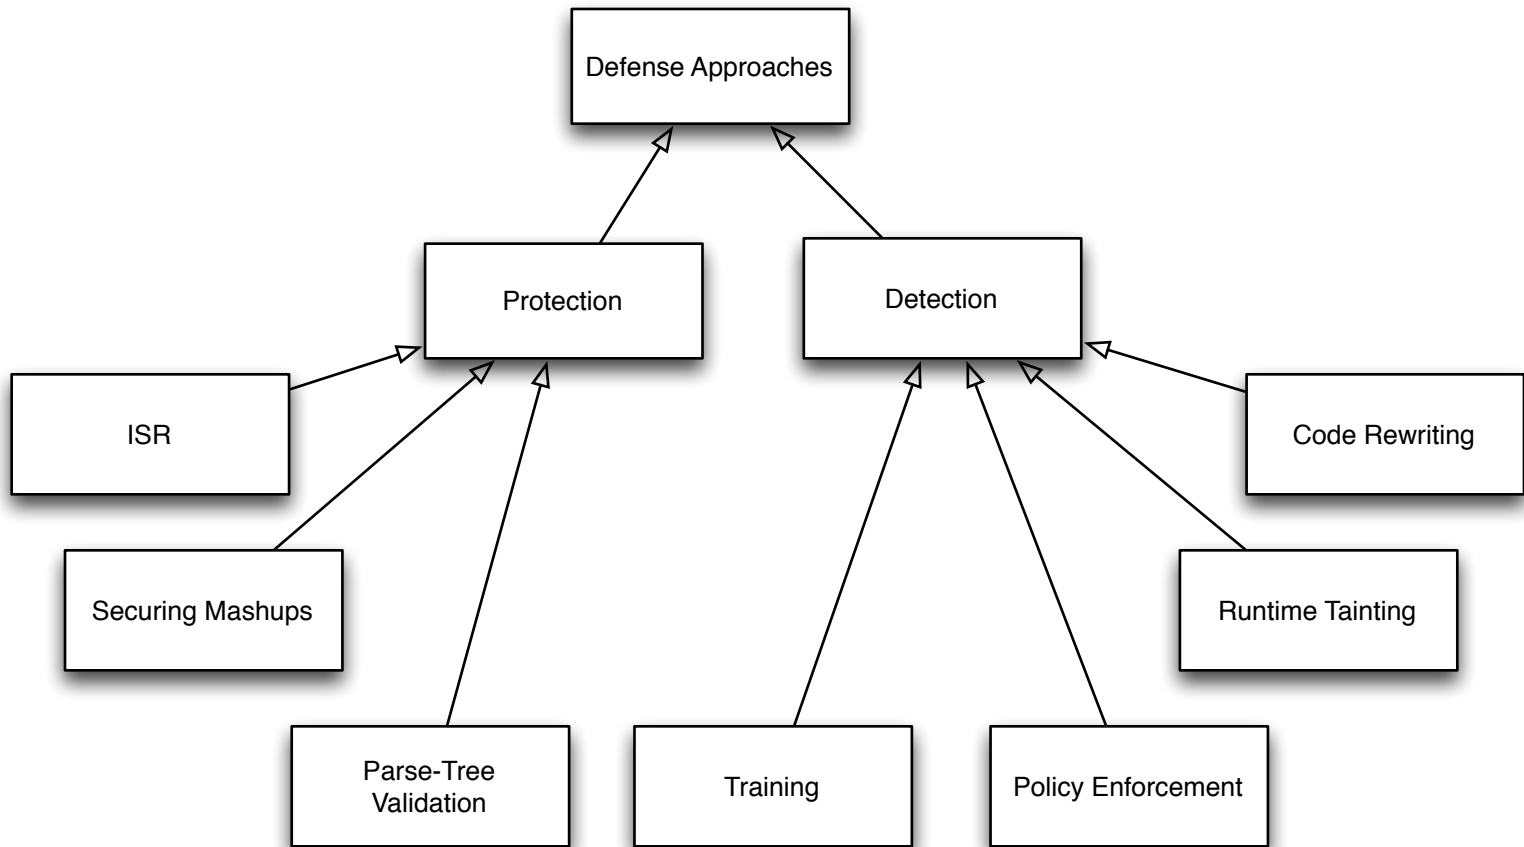 Defense Approaches
Protection
Detection
ISR
Code Rewriting
Securing Mashups
Runtime Tainting
Parse-Tree
Validation
Training
Policy Enforcement